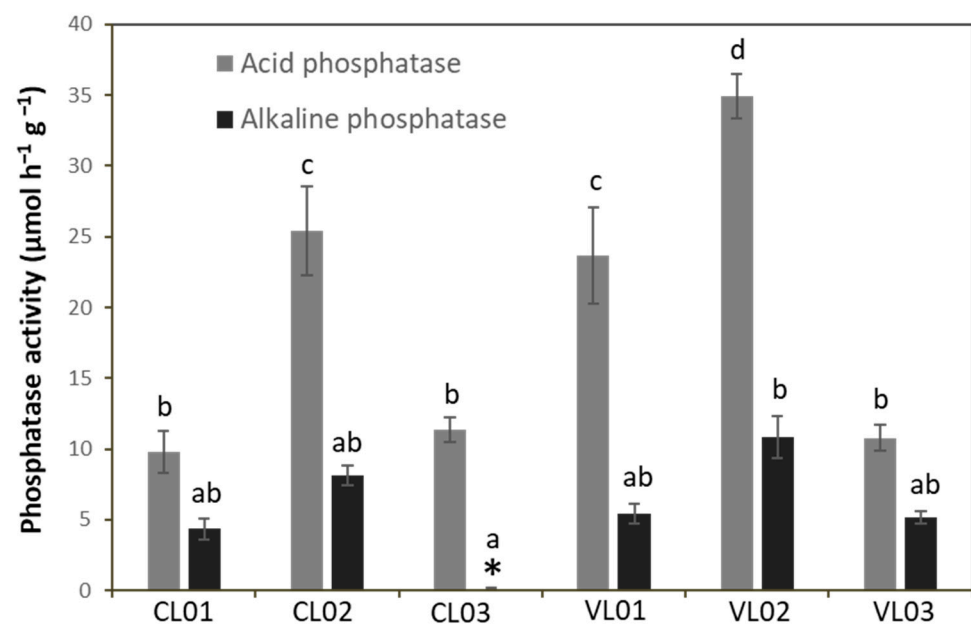 Phosphatase activity (µmol h⁻¹ g ⁻¹)
40
35
30
25
20
15
10
5
0
Acid phosphatase
Alkaline phosphatase
b
ab
c
ab
b
a
*
c
ab
d
b
b
ab
CL01 CL02 CL03 VL01 VL02 VL03